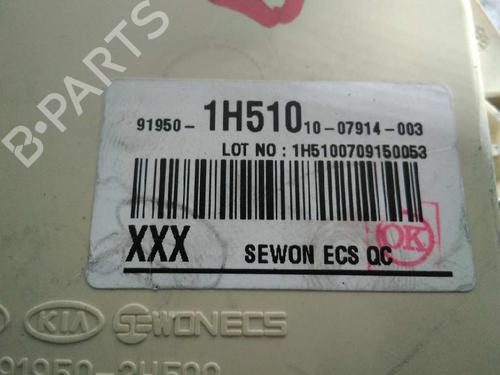 91950- 1H510 10-07914-003
LOT NO : 1H5100709150053
XXX SEWON ECS QC
OK
KIA SEWONECS
B-PARTS